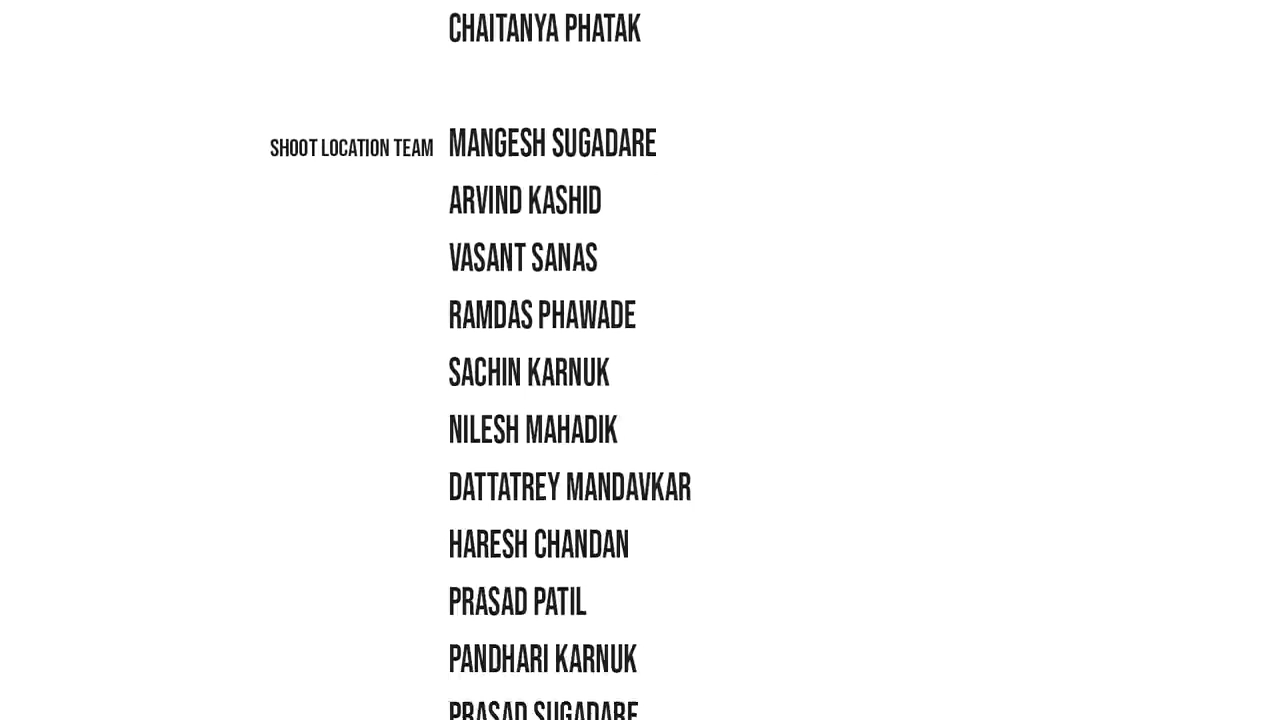 CHAITANYA PHATAK
SHOOT LOCATION TEAM MANGESH SUGADARE
ARVIND KASHID
VASANT SANAS
RAMDAS PHAWADE
SACHIN KARNUK
NILESH MAHADIK
DATTATREY MANDAVKAR
HARESH CHANDAN
PRASAD PATIL
PANDHARI KARNUK
PRASAD SUGADARE